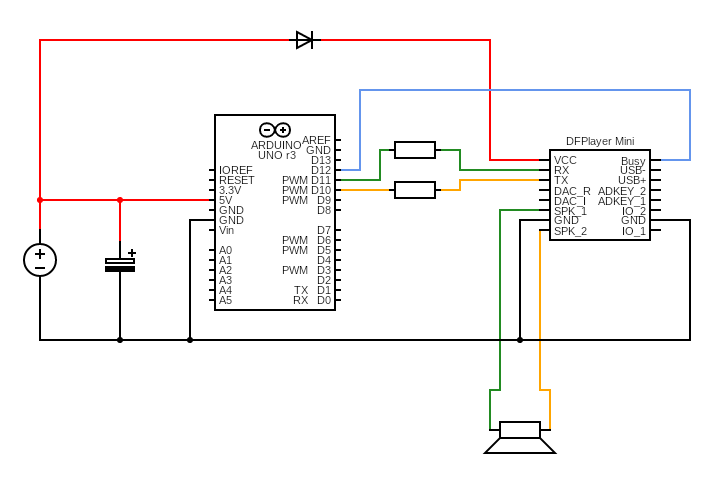 DFPlayer Mini
ARDUINO
UNO r3
AREF
GND
D13
IOREF D12
RESET PWM D11
3.3V PWM D10
5V PWM D9
GND D8
GND
Vin D7
PWM D6
A0 PWM D5
A1 D4
A2 PWM D3
A3 D2
A4 TX D1
A5 RX D0
VCC Busy
RX USB-
TX USB+
DAC_R ADKEY_2
DAC_I ADKEY_1
SPK_1 IO_2
GND GND
SPK_2 IO_1